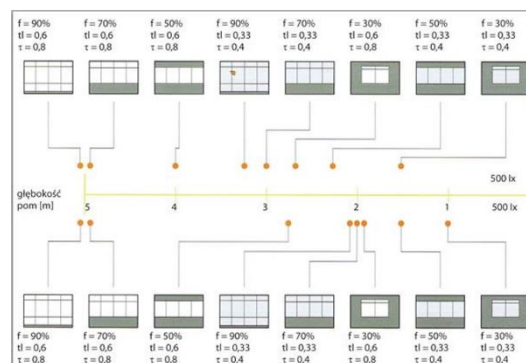 f = 90% f = 70% f = 50% f = 90% f = 70% f = 30% f = 50% f = 30%
tl = 0,6 tl = 0,6 tl = 0,6 tl = 0,33 tl = 0,33 tl = 0,6 tl = 0,33 tl = 0,33
τ = 0,8 τ = 0,8 τ = 0,8 τ = 0,4 τ = 0,4 τ = 0,8 τ = 0,4 τ = 0,4
500 lx
głębokość
pom [m] 5 4 3 2 1 500 lx
f = 90% f = 70% f = 50% f = 90% f = 70% f = 30% f = 50% f = 30%
tl = 0,6 tl = 0,6 tl = 0,6 tl = 0,33 tl = 0,33 tl = 0,6 tl = 0,33 tl = 0,33
τ = 0,8 τ = 0,8 τ = 0,8 τ = 0,4 τ = 0,4 τ = 0,8 τ = 0,4 τ = 0,4